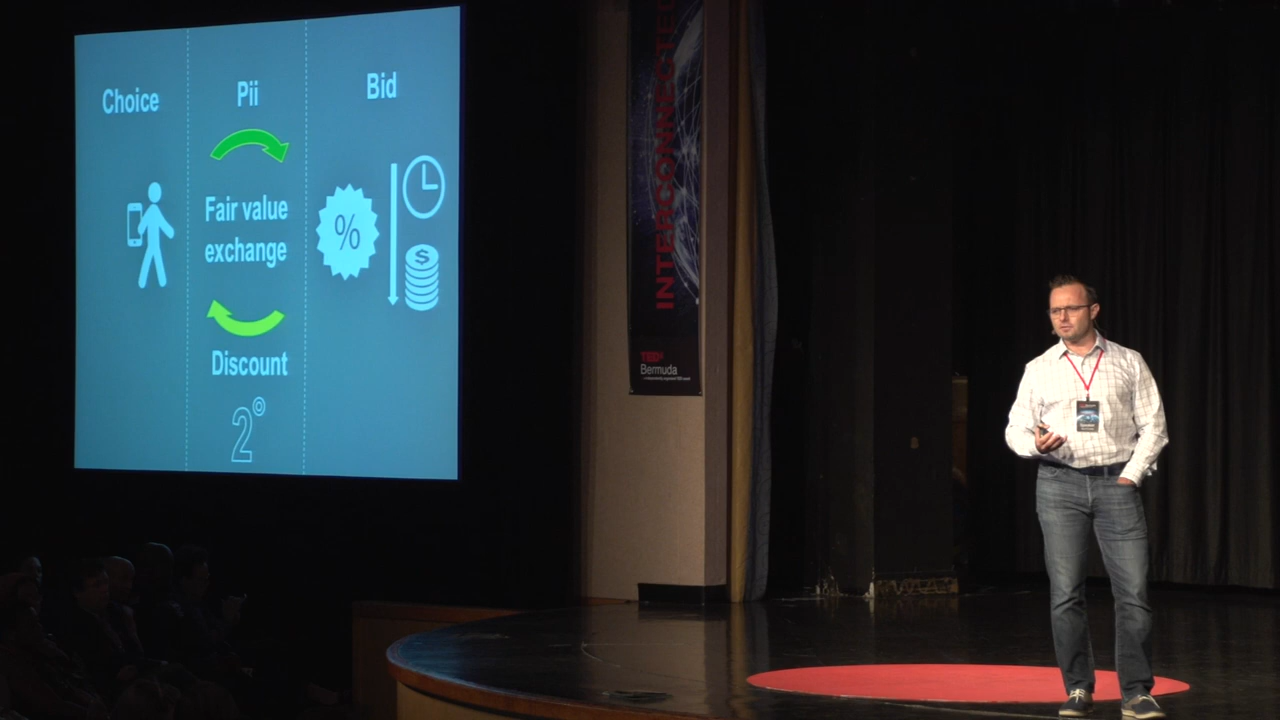 Choice
Pii
Bid
Fair value
exchange
%
$
Discount
2°
INTERCONNECTED
TEDx
Bermuda